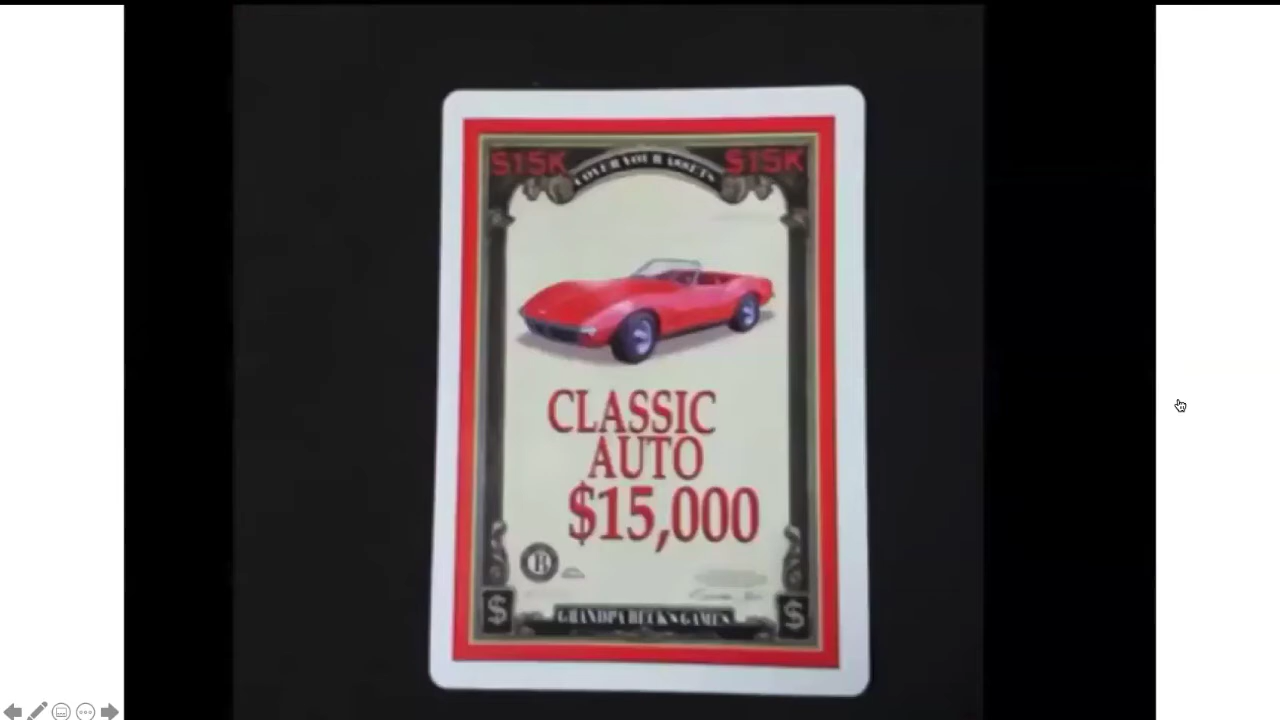 $15K COVER YOUR ASSETS $15K
CLASSIC
AUTO
$15,000
B
$ GRANDPA BECK'S GAMES $